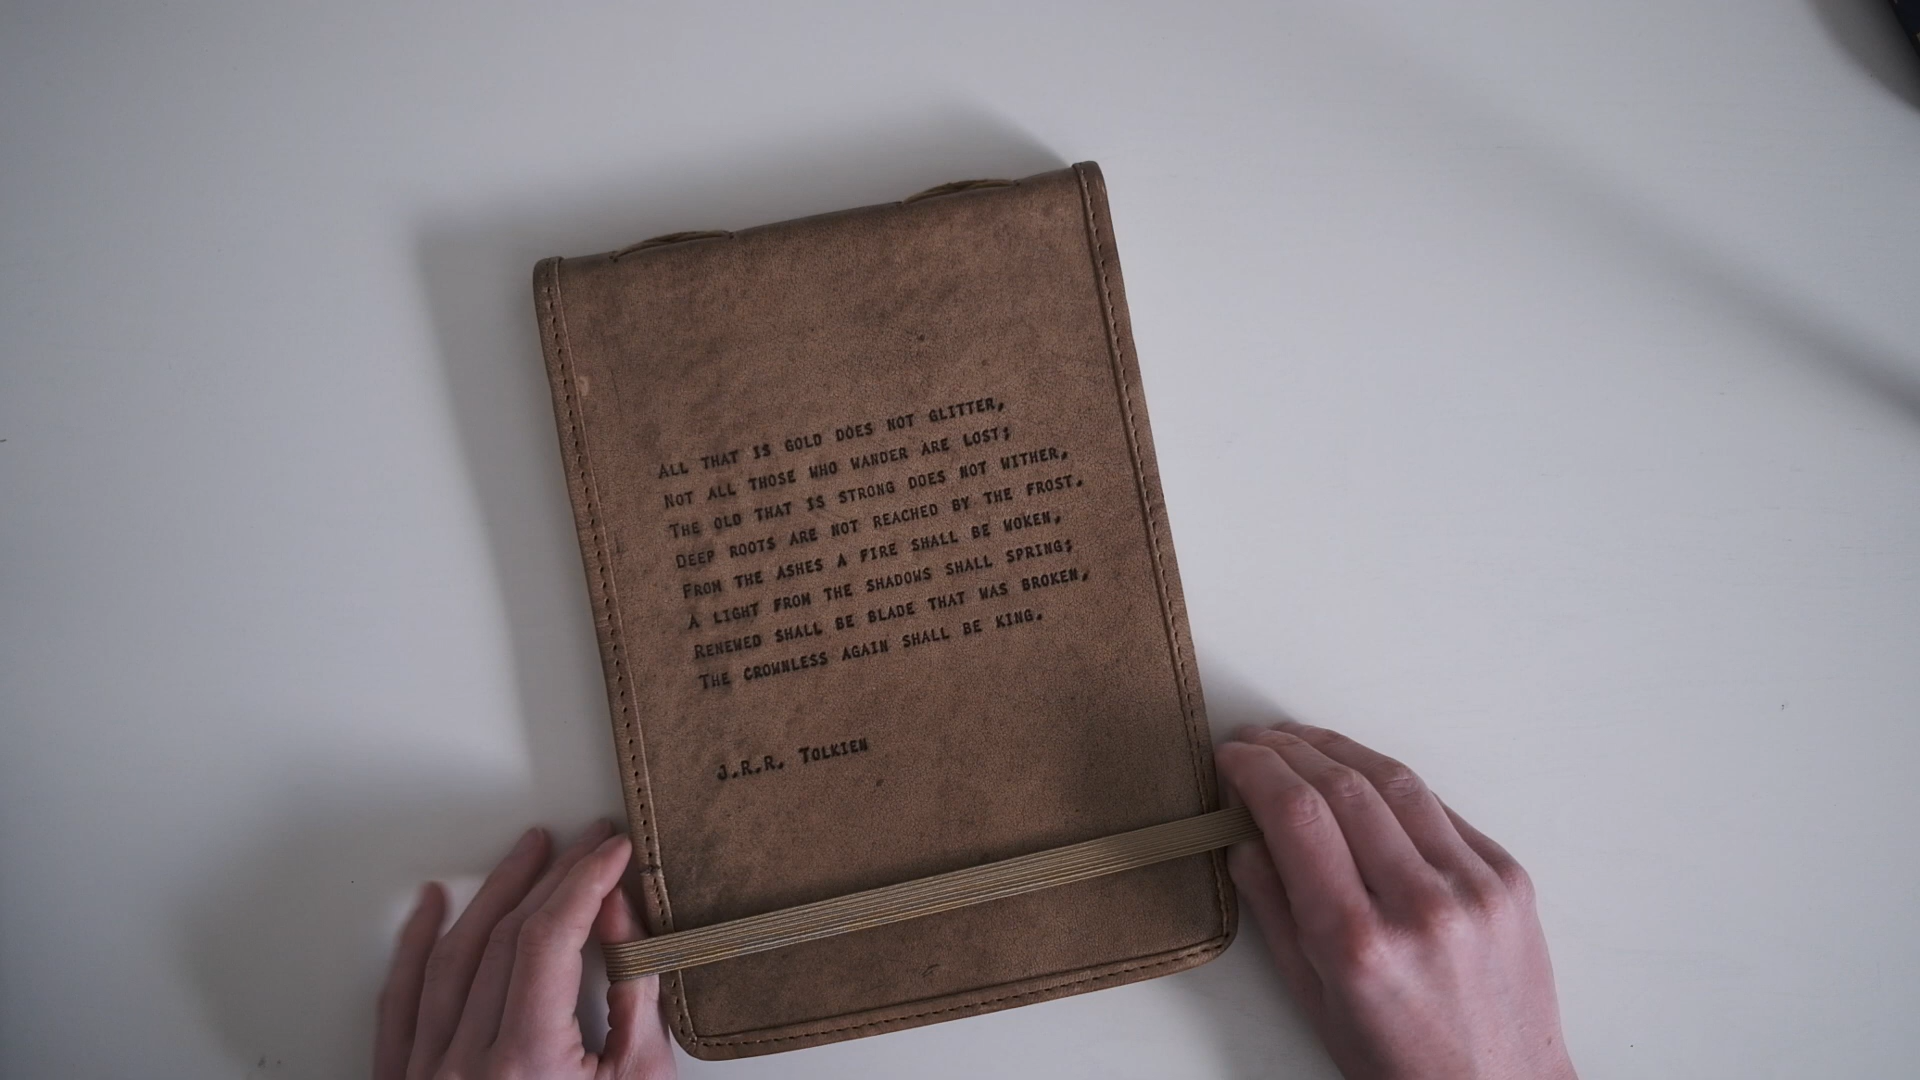 All that is gold does not glitter,
Not all those who wander are lost;
The old that is strong does not wither,
Deep roots are not reached by the frost.
From the ashes a fire shall be woken,
A light from the shadows shall spring;
Renewed shall be blade that was broken,
The crownless again shall be king.
J.R.R. Tolkien